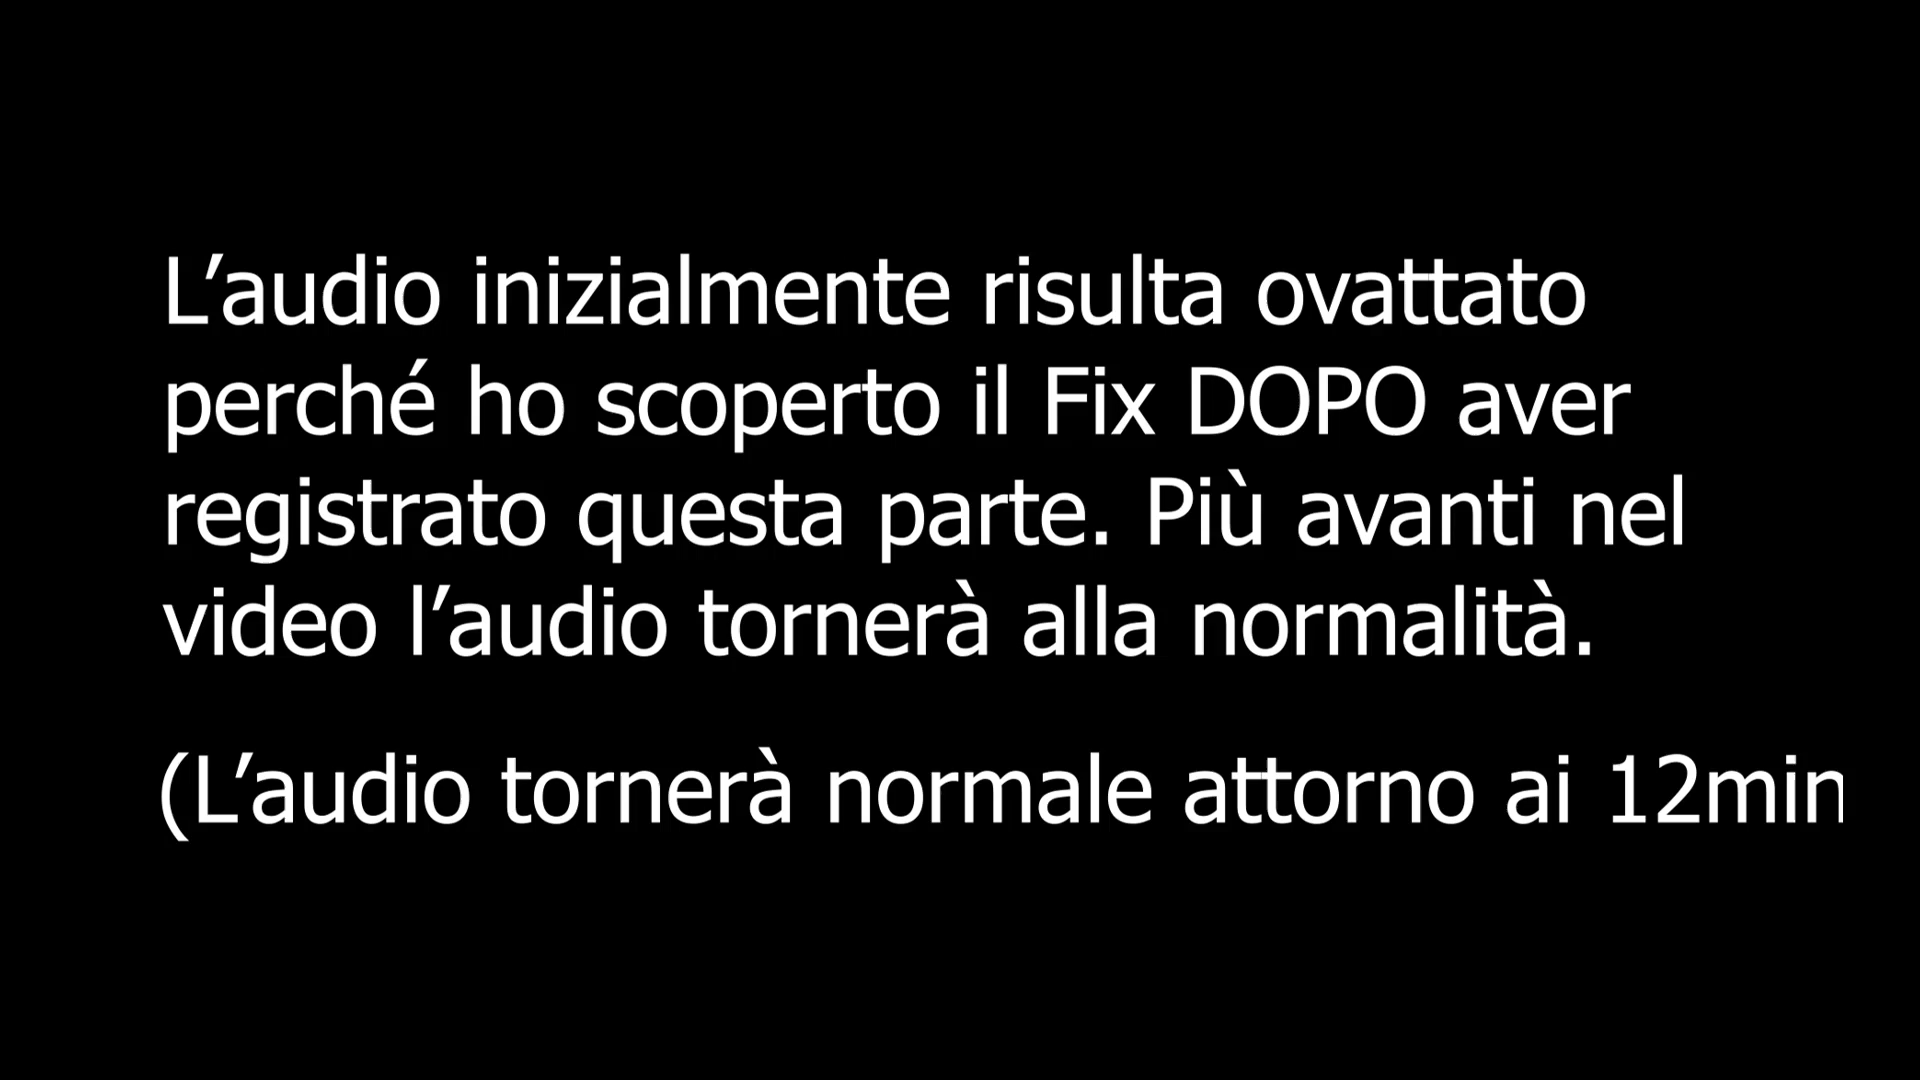 L’audio inizialmente risulta ovattato
perché ho scoperto il Fix DOPO aver
registrato questa parte. Più avanti nel
video l’audio tornerà alla normalità.
(L’audio tornerà normale attorno ai 12min